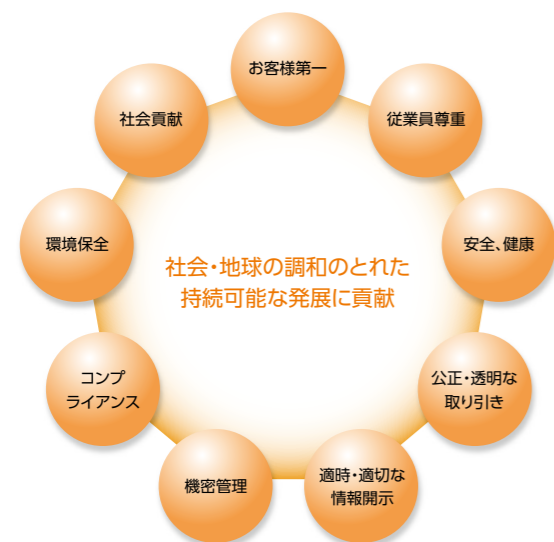 お客様第一
従業員尊重
安全、健康
公正・透明な
取り引き
適時・適切な
情報開示
機密管理
コンプ
ライアンス
環境保全
社会貢献
社会・地球の調和のとれた
持続可能な発展に貢献